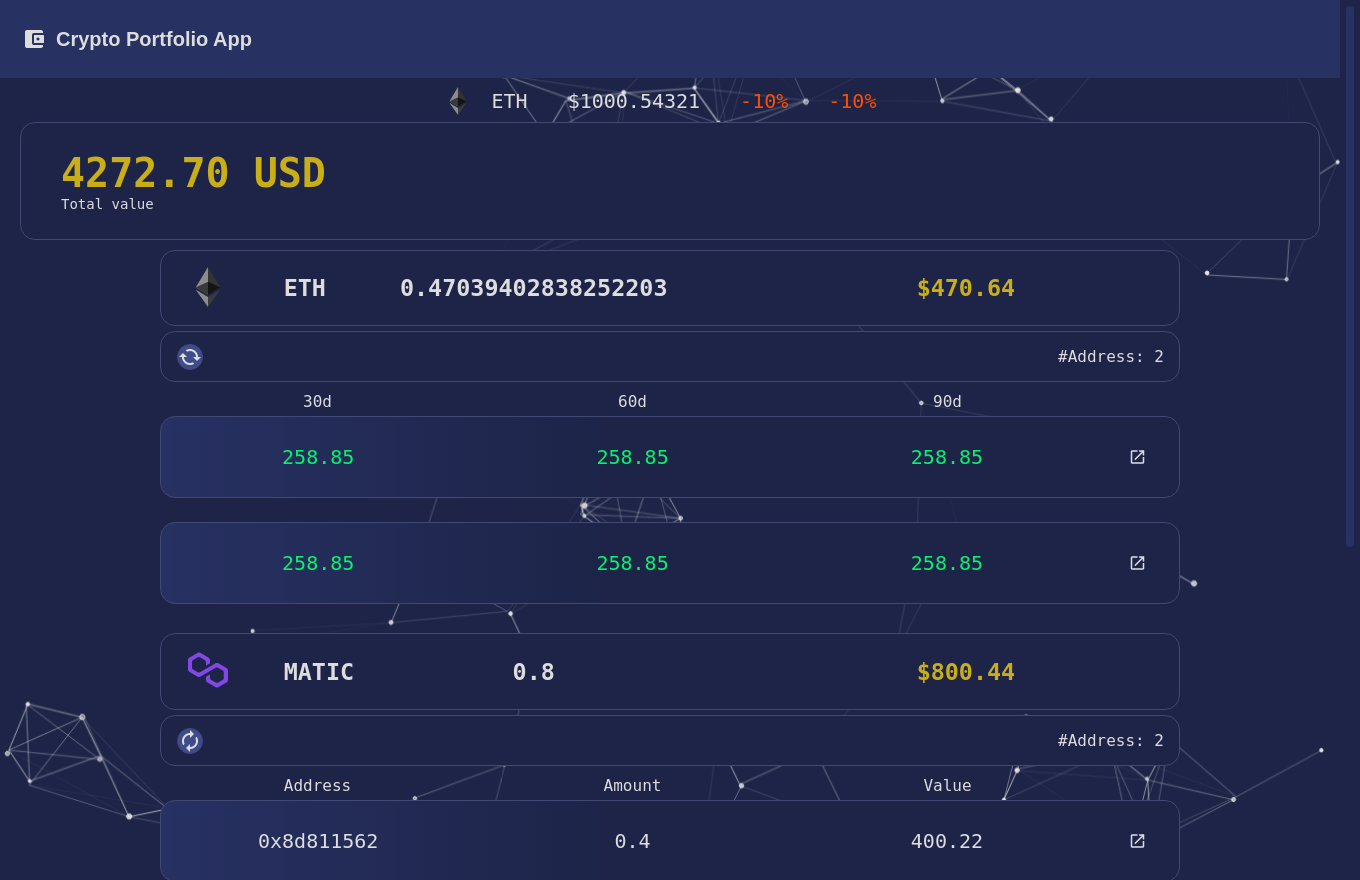 Crypto Portfolio App
ETH $1000.54321 -10% -10%
4272.70 USD
Total value
ETH 0.47039402838252203 $470.64
#Address: 2
30d 60d 90d
258.85 258.85 258.85
258.85 258.85 258.85
MATIC 0.8 $800.44
#Address: 2
Address Amount Value
0x8d811562 0.4 400.22